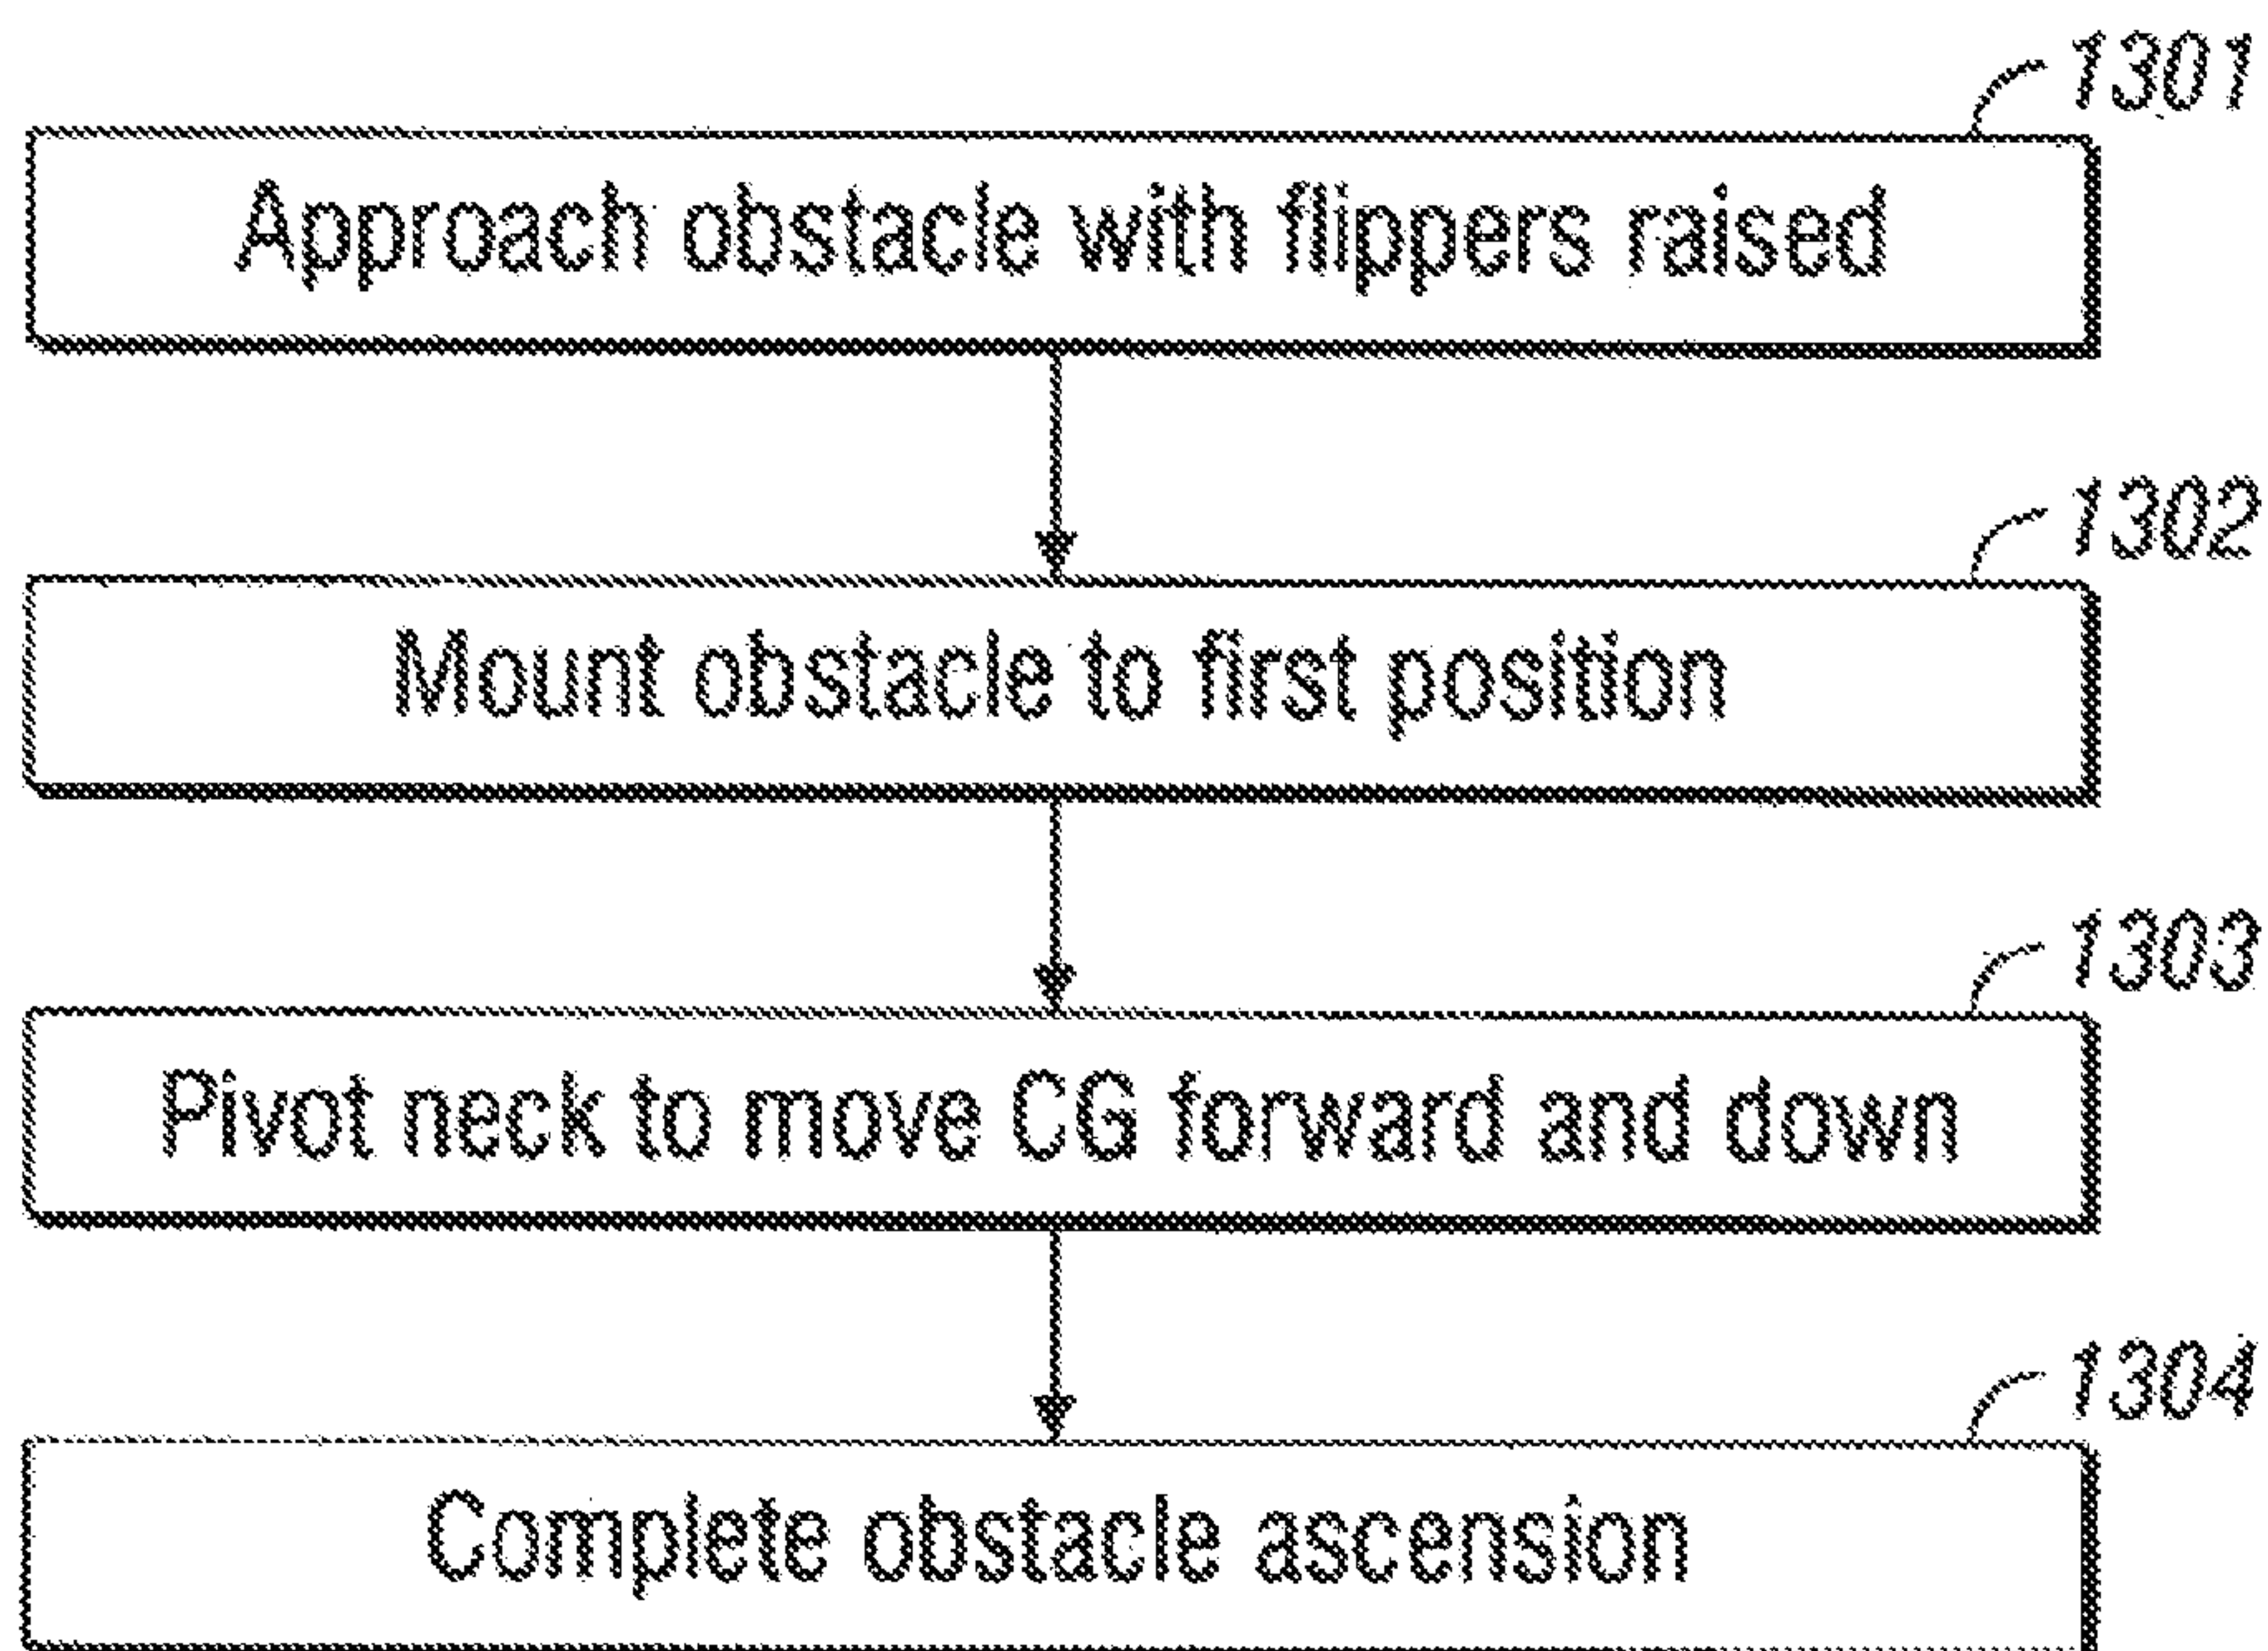 1301
Approach obstacle with flippers raised
1302
Mount obstacle to first position
1303
Pivot neck to move CG forward and down
1304
Complete obstacle ascension